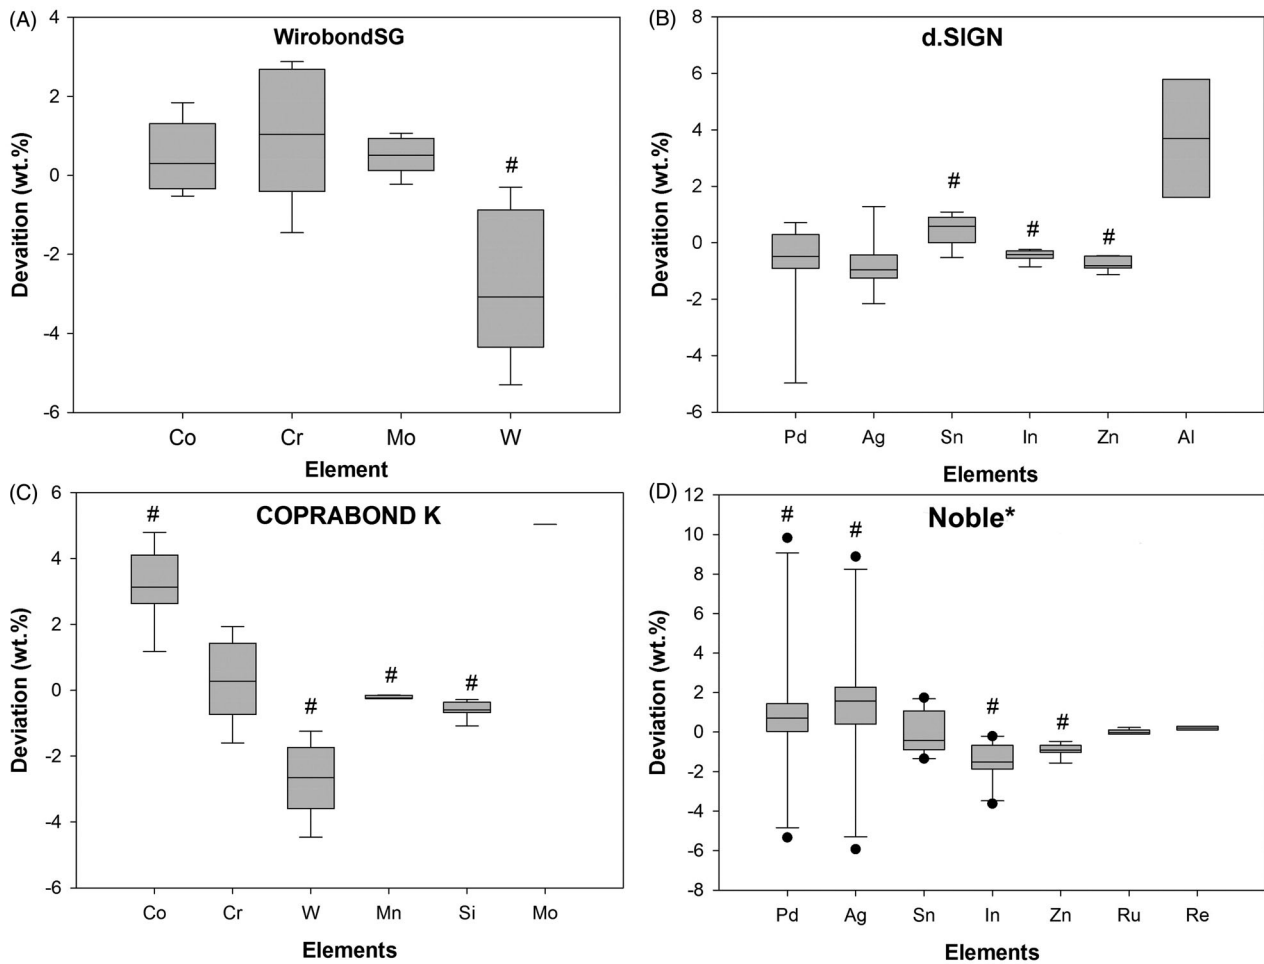 (A)
WirobondSG
4
2
0
-2
-4
-6
Devaition (wt.%)
#
Co Cr Mo W
Element
(B)
d.SIGN
8
6
4
2
0
-2
-4
-6
Devaition (wt.%)
# # #
Pd Ag Sn In Zn Al
Elements
(C)
COPRABOND K
6
4
2
0
-2
-4
-6
Deviation (wt.%)
# # # #
Co Cr W Mn Si Mo
Elements
(D)
Noble*
12
10
8
6
4
2
0
-2
-4
-6
-8
Deviation (wt.%)
# # # #
Pd Ag Sn In Zn Ru Re
Elements